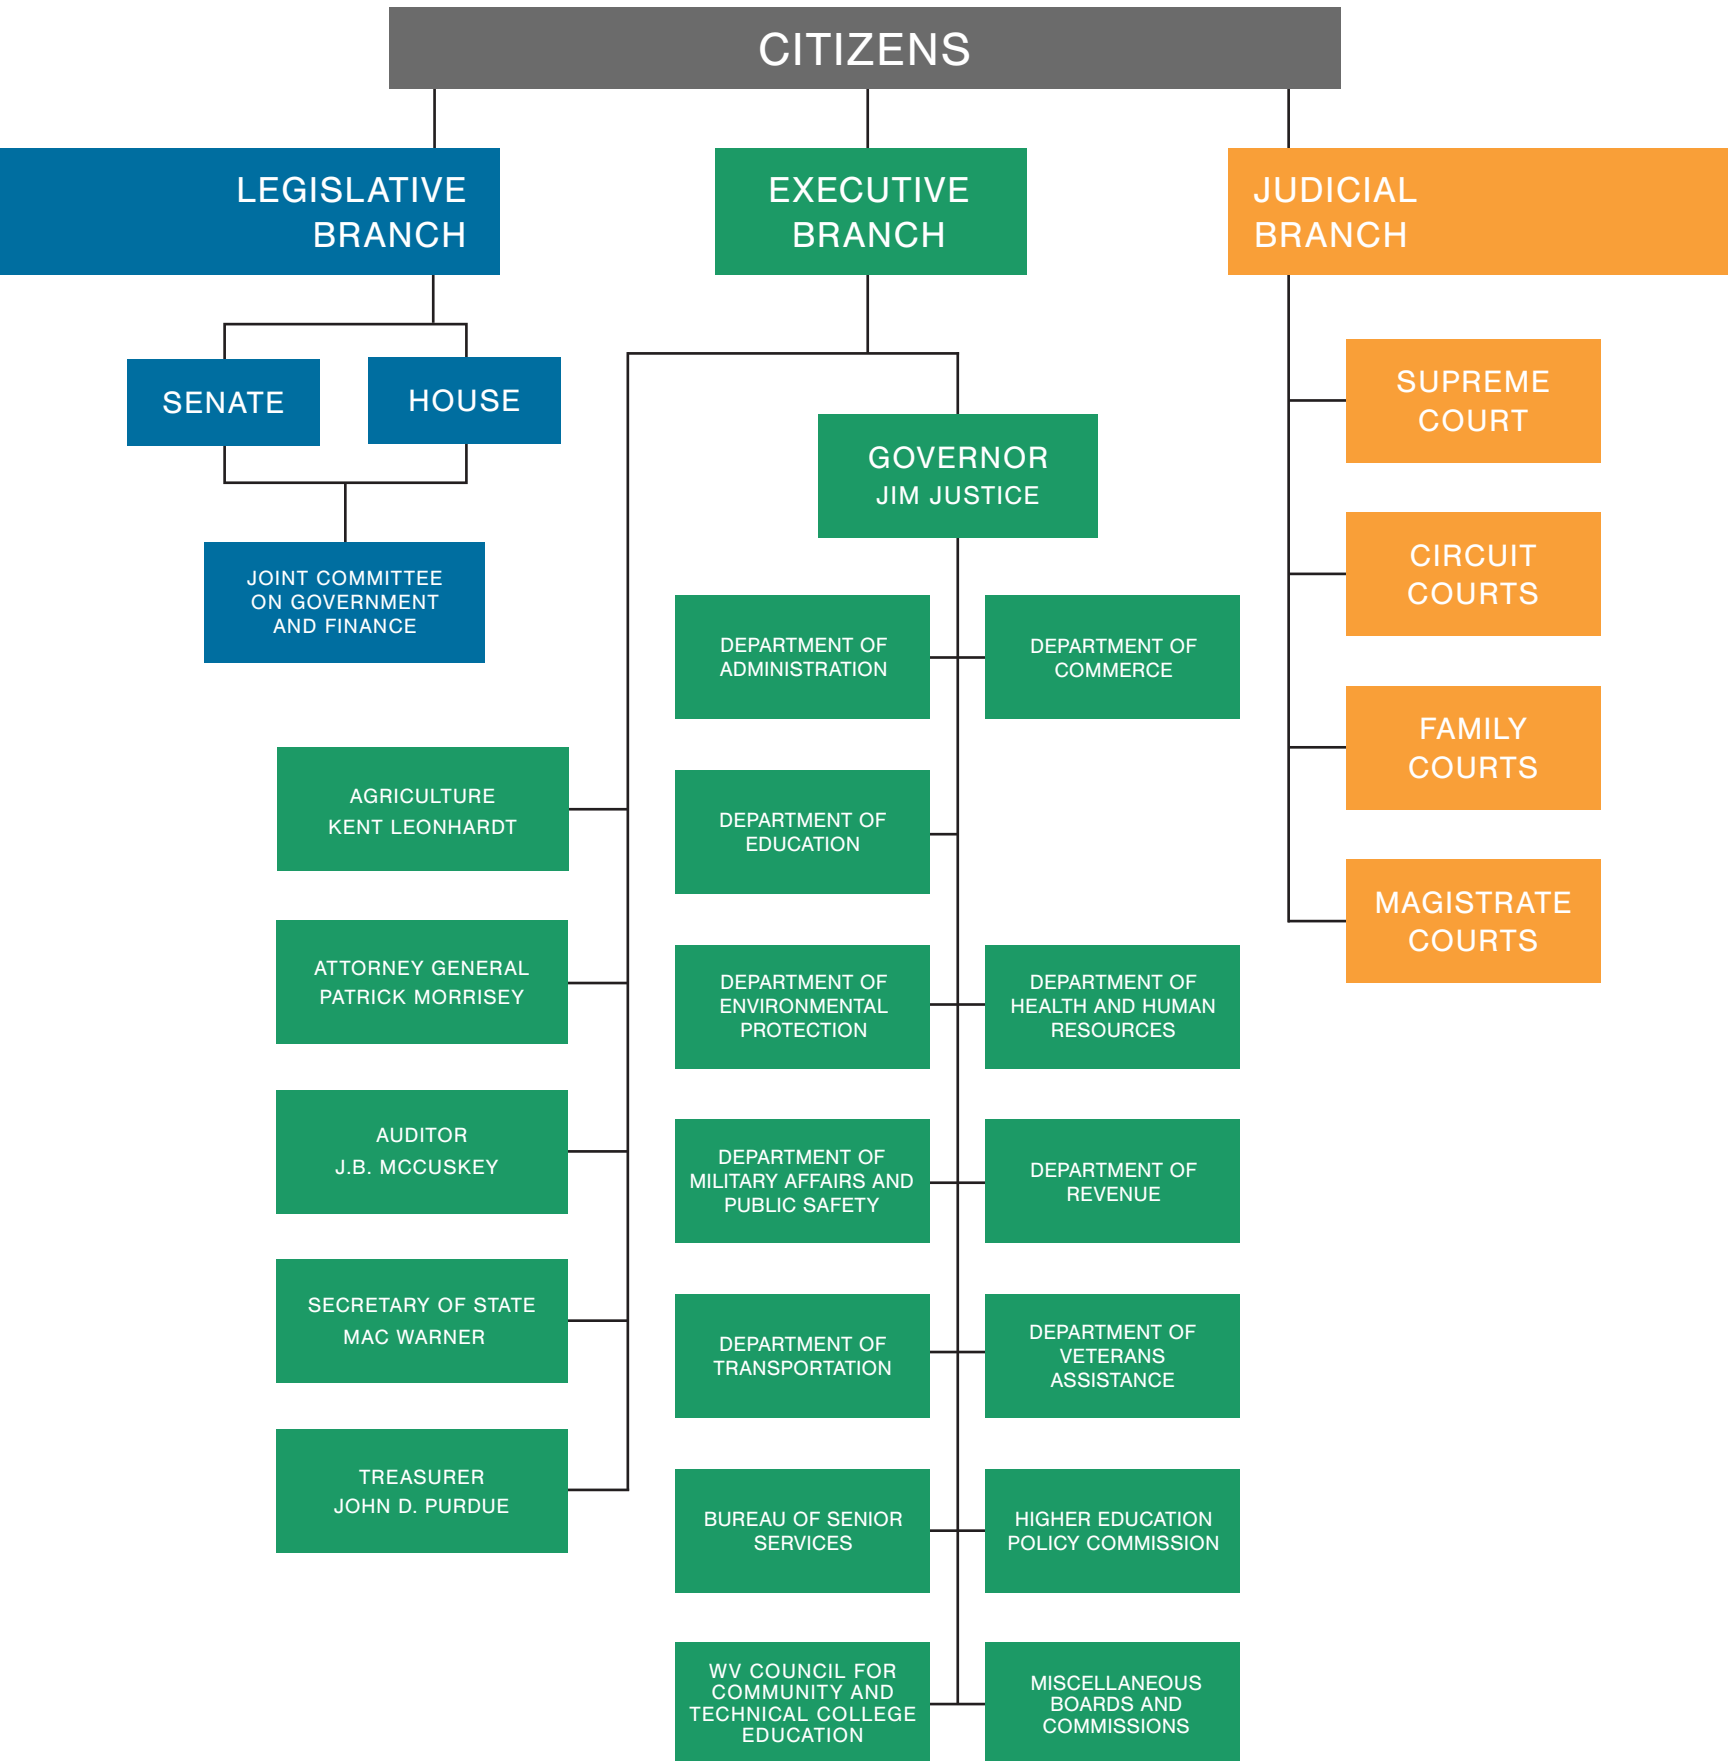 CITIZENS
LEGISLATIVE
BRANCH
EXECUTIVE
BRANCH
JUDICIAL
BRANCH
SENATE
HOUSE
JOINT COMMITTEE
ON GOVERNMENT
AND FINANCE
GOVERNOR
JIM JUSTICE
AGRICULTURE
KENT LEONHARDT
ATTORNEY GENERAL
PATRICK MORRISEY
AUDITOR
J.B. MCCUSKEY
SECRETARY OF STATE
MAC WARNER
TREASURER
JOHN D. PURDUE
DEPARTMENT OF
ADMINISTRATION
DEPARTMENT OF
COMMERCE
DEPARTMENT OF
EDUCATION
DEPARTMENT OF
ENVIRONMENTAL
PROTECTION
DEPARTMENT OF
HEALTH AND HUMAN
RESOURCES
DEPARTMENT OF
MILITARY AFFAIRS AND
PUBLIC SAFETY
DEPARTMENT OF
REVENUE
DEPARTMENT OF
TRANSPORTATION
DEPARTMENT OF
VETERANS
ASSISTANCE
BUREAU OF SENIOR
SERVICES
HIGHER EDUCATION
POLICY COMMISSION
WV COUNCIL FOR
COMMUNITY AND
TECHNICAL COLLEGE
EDUCATION
MISCELLANEOUS
BOARDS AND
COMMISSIONS
SUPREME
COURT
CIRCUIT
COURTS
FAMILY
COURTS
MAGISTRATE
COURTS